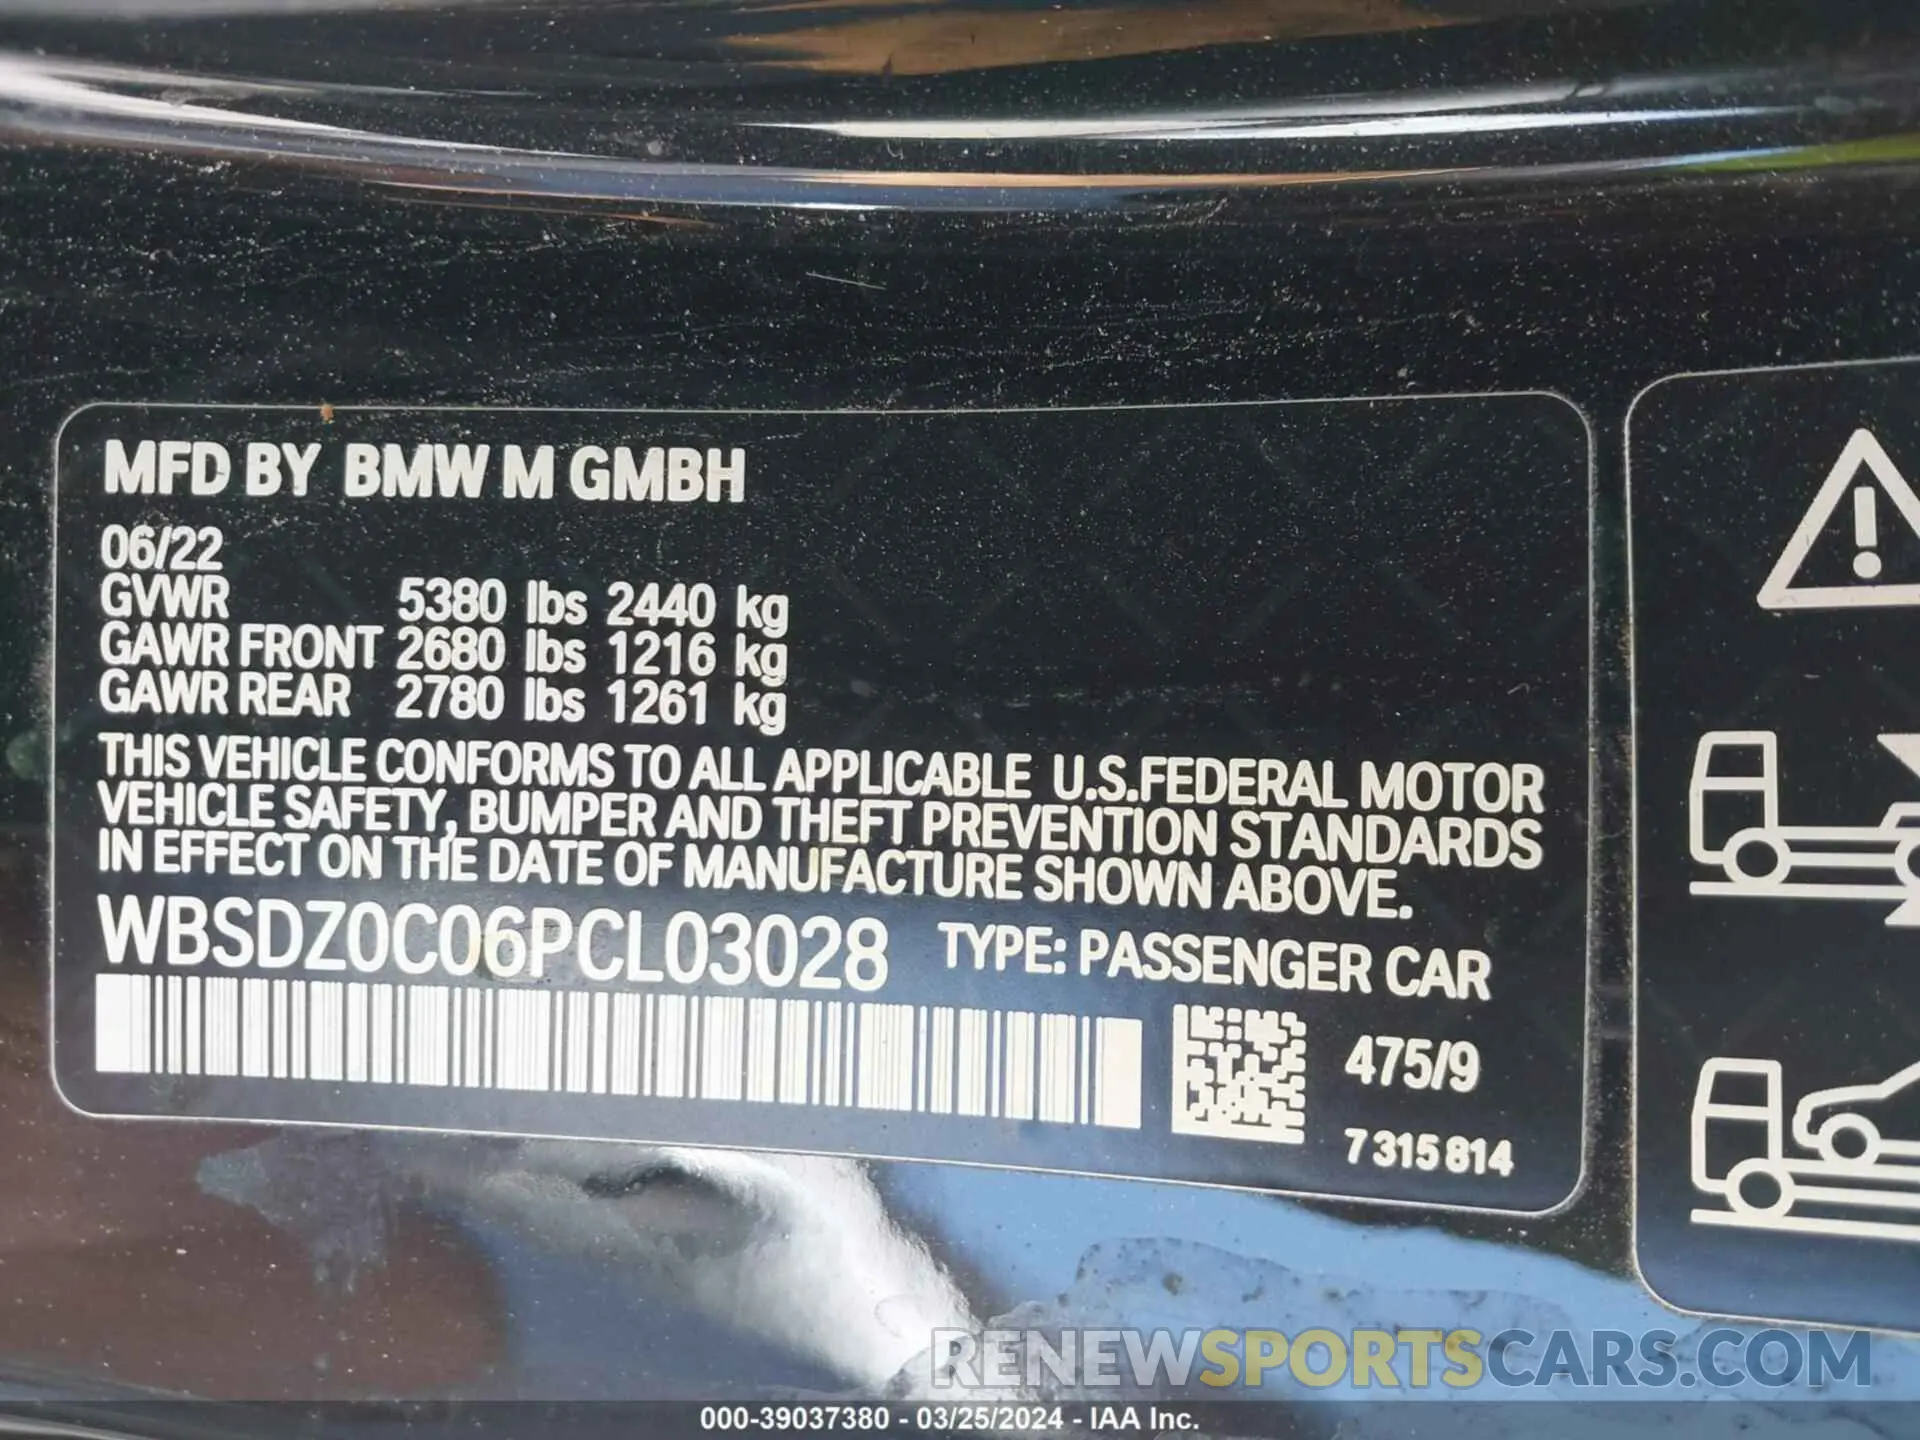 MFD BY BMW M GMBH
06/22
GVWR 5380 lbs 2440 kg
GAWR FRONT 2680 lbs 1216 kg
GAWR REAR 2780 lbs 1261 kg
THIS VEHICLE CONFORMS TO ALL APPLICABLE U.S.FEDERAL MOTOR
VEHICLE SAFETY, BUMPER AND THEFT PREVENTION STANDARDS
IN EFFECT ON THE DATE OF MANUFACTURE SHOWN ABOVE.
WBSDZ0C06PCL03028 TYPE: PASSENGER CAR
475/9
7 315 814
RENEWSPORTSCARS.COM
000-39037380 - 03/25/2024 - IAA Inc.